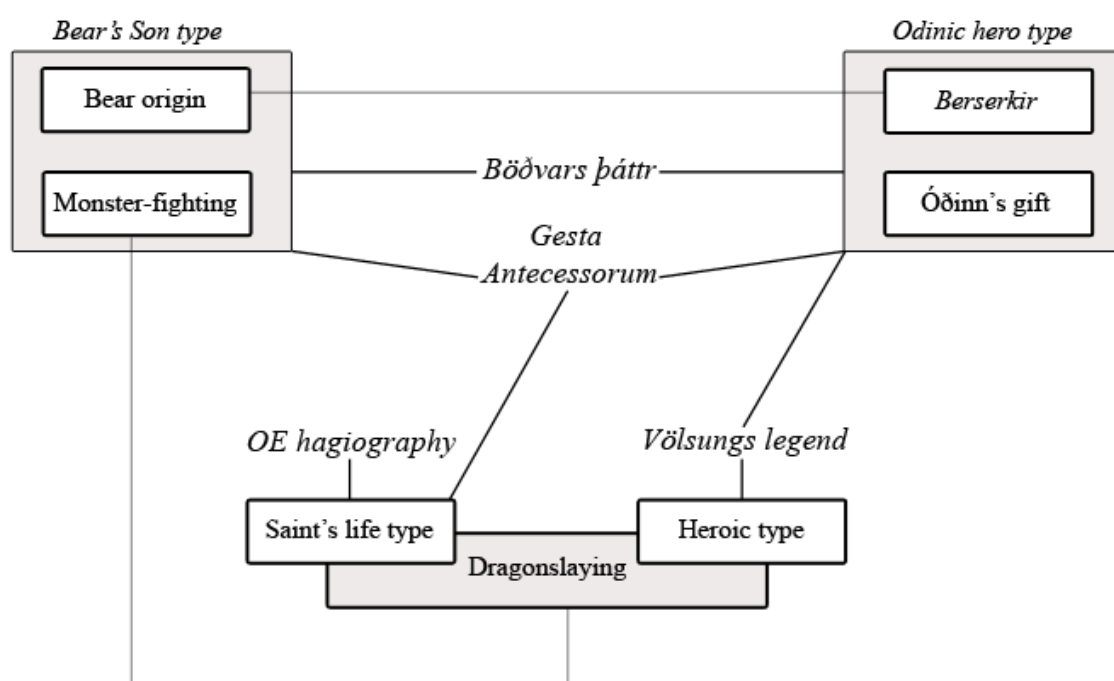 Bear's Son type
Odinic hero type
Bear origin
Berserkir
Monster-fighting
Böðvars þáttr
Óðinn's gift
Gesta
Antecessorum
OE hagiography
Völsungs legend
Saint's life type
Heroic type
Dragonslaying